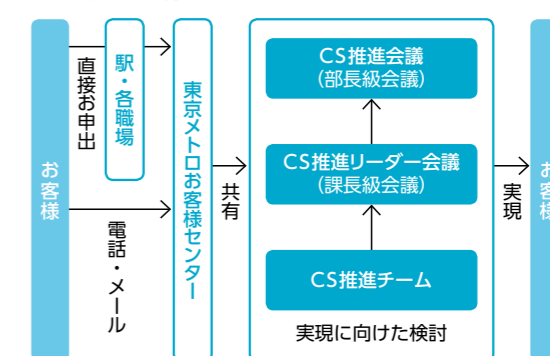 お客様
直接お申出
駅・各職場
電話・メール
東京メトロお客様センター
共有
CS推進会議
（部長級会議）
CS推進リーダー会議
（課長級会議）
CS推進チーム
実現に向けた検討
実現
お客様